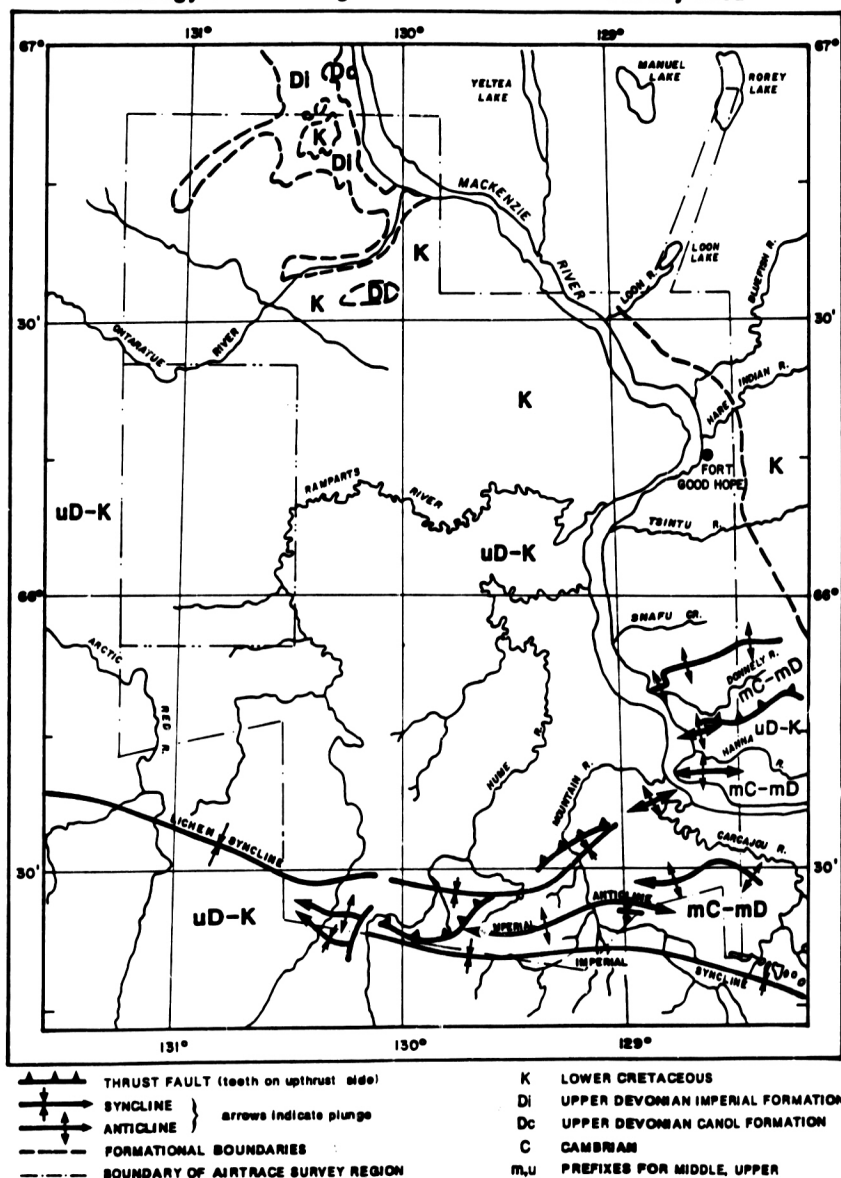 131°
130°
129°
67°
67°
Di
Dc
YELTEA
LAKE
MANUEL
LAKE
ROREY
LAKE
K
Di
MACKENZIE
RIVER
K
LOON
LAKE
LOON R.
BLUEFISH R.
K
30'
30'
ONTARATUE
RIVER
HARE INDIAN R.
K
K
FORT
GOOD HOPE
RAMPARTS
RIVER
uD-K
uD-K
TSINTU R.
66°
66°
SNAFU CR.
ARCTIC
RED R.
DONNELY R.
mC-mD
uD-K
HANNA
R.
mC-mD
HUME
R.
MOUNTAIN R.
CARCAJOU R.
LICHEN SYNCLINE
30'
30'
uD-K
IMPERIAL
ANTICLINE
mC-mD
IMPERIAL
SYNCLINE
131°
130°
129°
THRUST FAULT (teeth on upthrust side)
SYNCLINE
ANTICLINE
} arrows indicate plunge
FORMATIONAL BOUNDARIES
BOUNDARY OF AIRTRACE SURVEY REGION
K LOWER CRETACEOUS
Di UPPER DEVONIAN IMPERIAL FORMATION
Dc UPPER DEVONIAN CANOL FORMATION
C CAMBRIAN
m,u PREFIXES FOR MIDDLE, UPPER